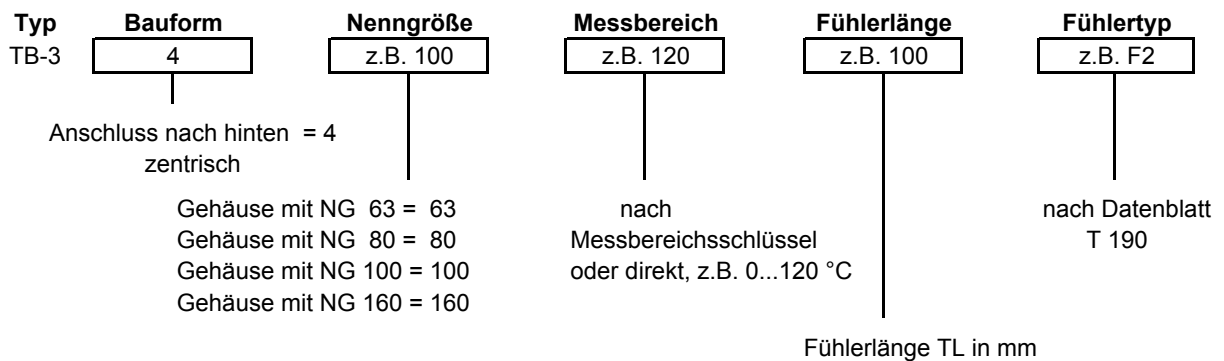 Typ Bauform Nenngröße Messbereich Fühlerlänge Fühlertyp
TB-3 4 z.B. 100 z.B. 120 z.B. 100 z.B. F2
Anschluss nach hinten = 4
zentrisch
Gehäuse mit NG 63 = 63 nach nach Datenblatt
Gehäuse mit NG 80 = 80 Messbereichsschlüssel T 190
Gehäuse mit NG 100 = 100 oder direkt, z.B. 0...120 °C
Gehäuse mit NG 160 = 160
Fühlerlänge TL in mm